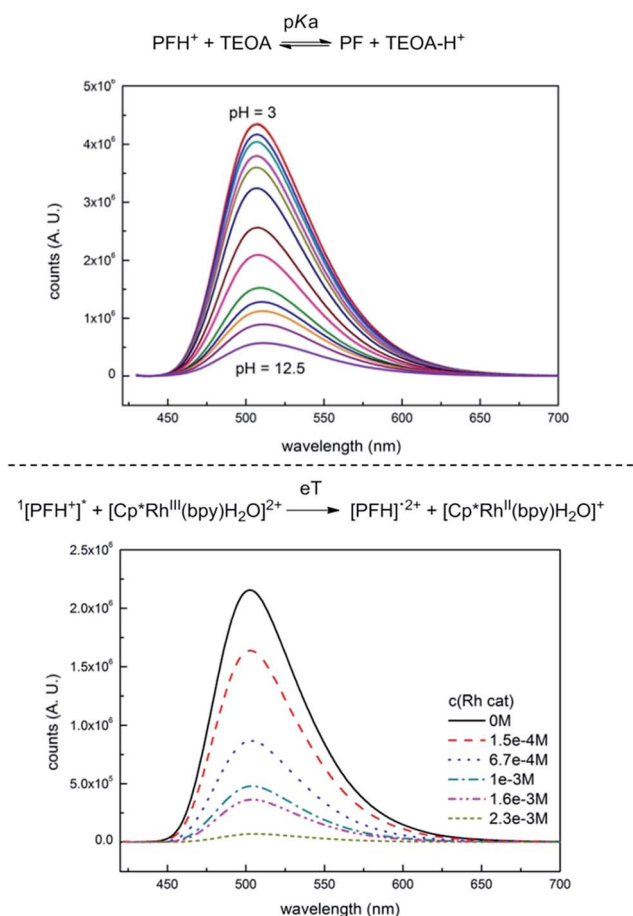 pKa
PFH⁺ + TEOA ⇌ PF + TEOA-H⁺
5x10⁶
4x10⁶
3x10⁶
2x10⁶
1x10⁶
0
counts (A. U.)
pH = 3
pH = 12.5
450 500 550 600 650 700
wavelength (nm)
eT
¹[PFH⁺]* + [Cp*Rhᴵᴵᴵ(bpy)H₂O]²⁺ → [PFH]˙²⁺ + [Cp*Rhᴵᴵ(bpy)H₂O]⁺
2.5x10⁶
2.0x10⁶
1.5x10⁶
1.0x10⁶
5.0x10⁵
0.0
counts (A. U.)
c(Rh cat)
0M
1.5e-4M
6.7e-4M
1e-3M
1.6e-3M
2.3e-3M
450 500 550 600 650 700
wavelength (nm)